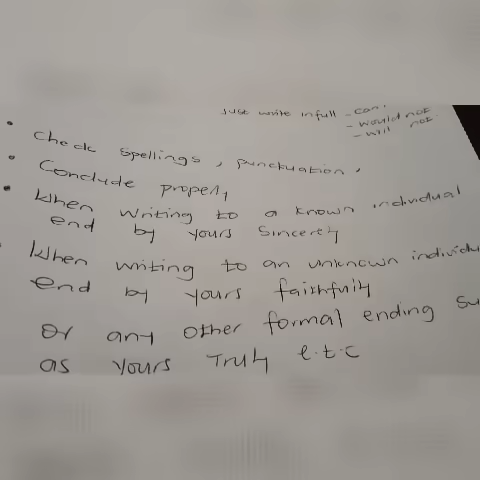 Just write in full - can.
- would not
- will not
• Check Spellings, punctuation.
• Conclude properly
• When writing to a known individual
end by yours Sincerely
When writing to an unknown individu
end by yours faithfully
or any other formal ending su
as yours Truly e.t.c